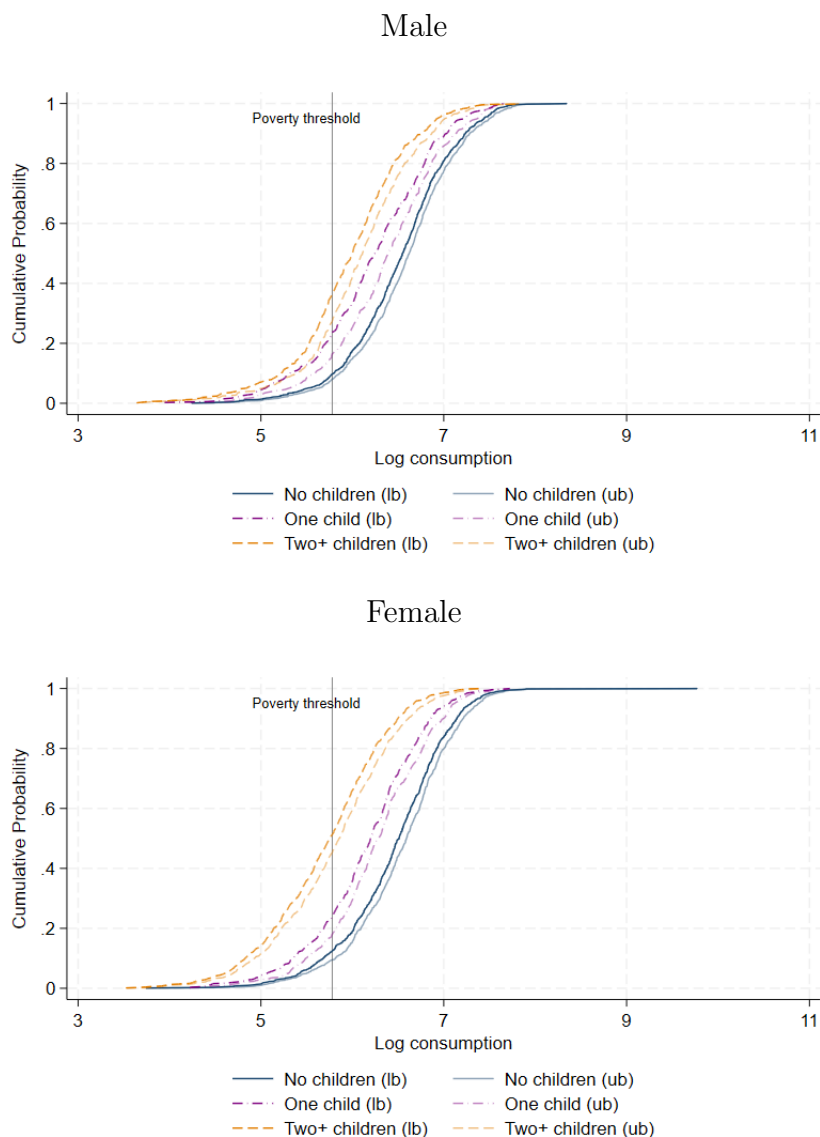 Male
Poverty threshold
Cumulative Probability
1
.8
.6
.4
.2
0
3 5 7 9 11
Log consumption
No children (lb) No children (ub)
One child (lb) One child (ub)
Two+ children (lb) Two+ children (ub)
Female
Poverty threshold
Cumulative Probability
1
.8
.6
.4
.2
0
3 5 7 9 11
Log consumption
No children (lb) No children (ub)
One child (lb) One child (ub)
Two+ children (lb) Two+ children (ub)